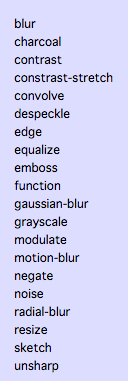 blur
charcoal
contrast
constrast-stretch
convolve
despeckle
edge
equalize
emboss
function
gaussian-blur
grayscale
modulate
motion-blur
negate
noise
radial-blur
resize
sketch
unsharp